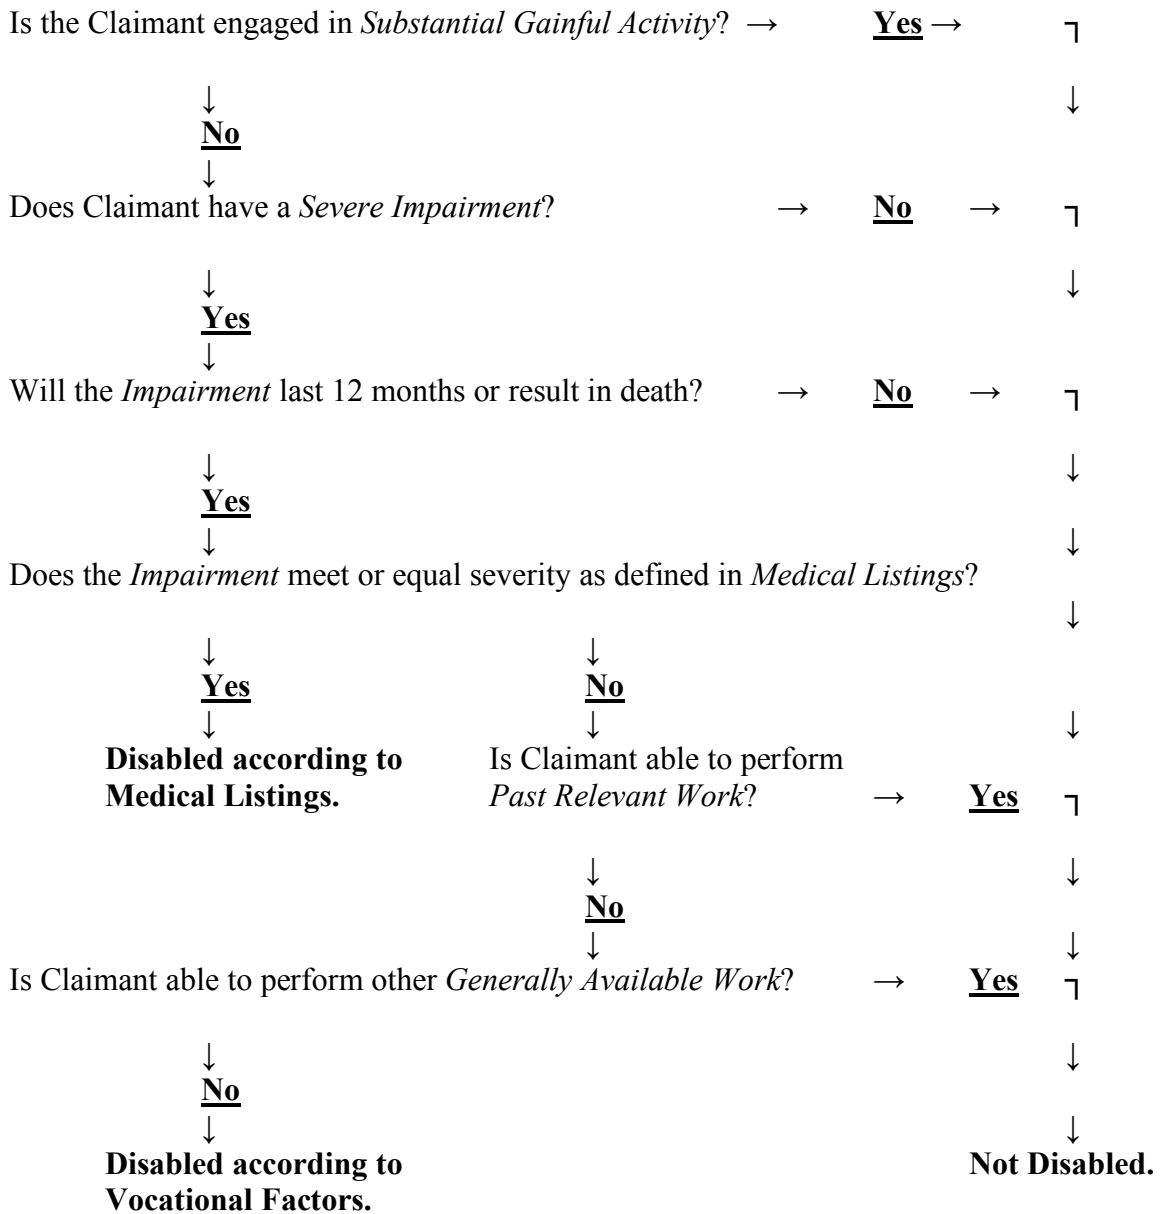 Is the Claimant engaged in Substantial Gainful Activity? → Yes → ┐
↓ ↓
No
↓
Does Claimant have a Severe Impairment? → No → ┐
↓ ↓
Yes
↓
Will the Impairment last 12 months or result in death? → No → ┐
↓ ↓
Yes
↓ ↓
Does the Impairment meet or equal severity as defined in Medical Listings?
↓
↓ ↓
Yes No
↓ ↓ ↓
Disabled according to Is Claimant able to perform
Medical Listings. Past Relevant Work? → Yes ┐
↓ ↓
No
↓ ↓
Is Claimant able to perform other Generally Available Work? → Yes ┐
↓ ↓
No
↓ ↓
Disabled according to Not Disabled.
Vocational Factors.